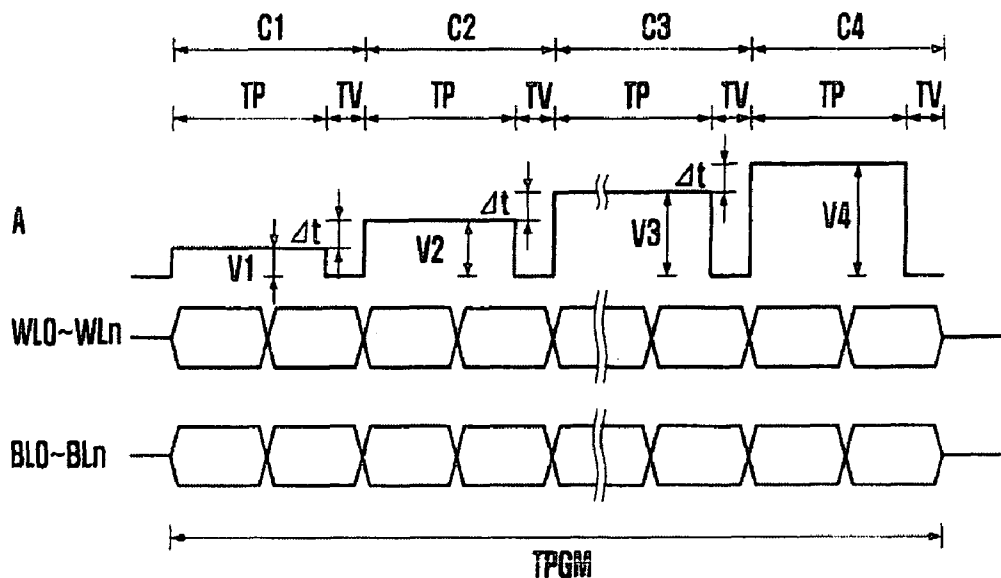 C1 C2 C3 C4
TP TV TP TV TP TV TP TV
A Δt V1 Δt V2 Δt V3 V4
WL0~WLn
BL0~BLn
TPGM